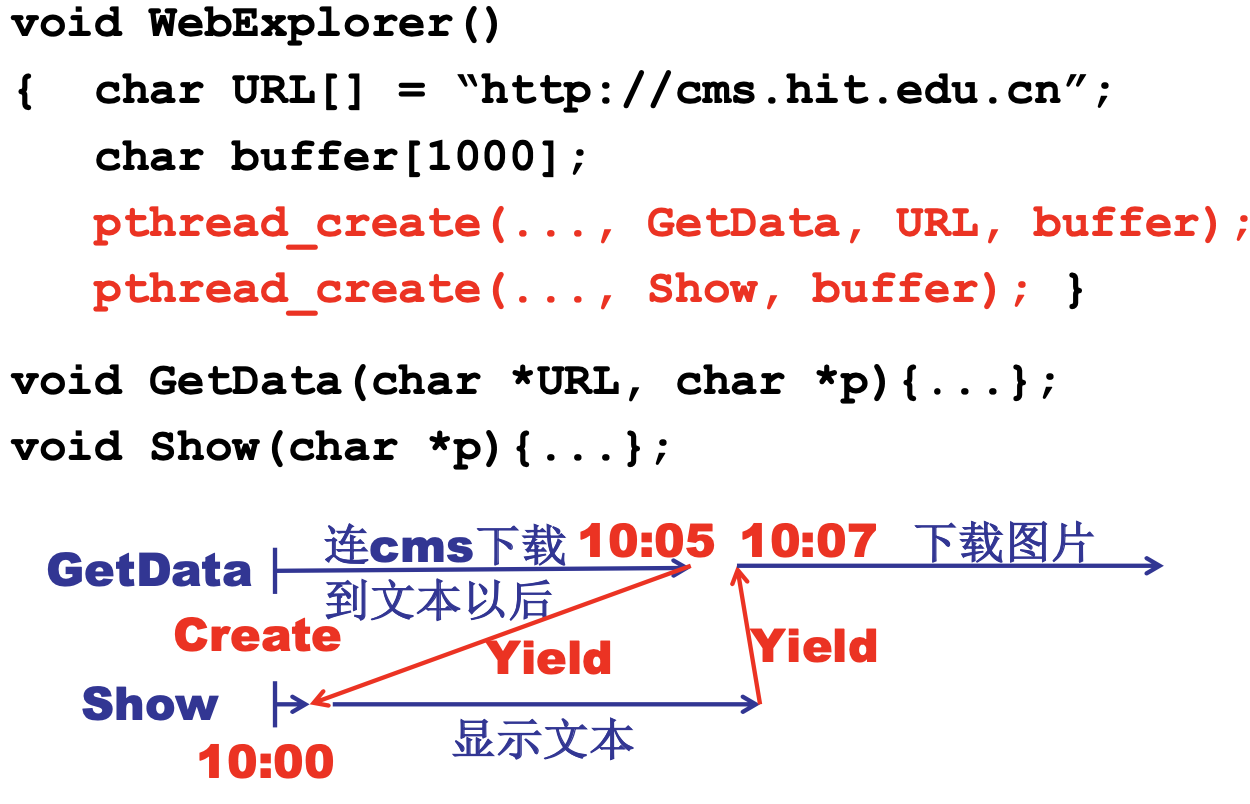 void WebExplorer()
{  char URL[] = “http://cms.hit.edu.cn”;
char buffer[1000];
pthread_create(..., GetData, URL, buffer);
pthread_create(..., Show, buffer); }
void GetData(char *URL, char *p){...};
void Show(char *p){...};
连cms下载 10:05 10:07 下载图片
GetData
到文本以后
Create
Yield Yield
Show
显示文本
10:00